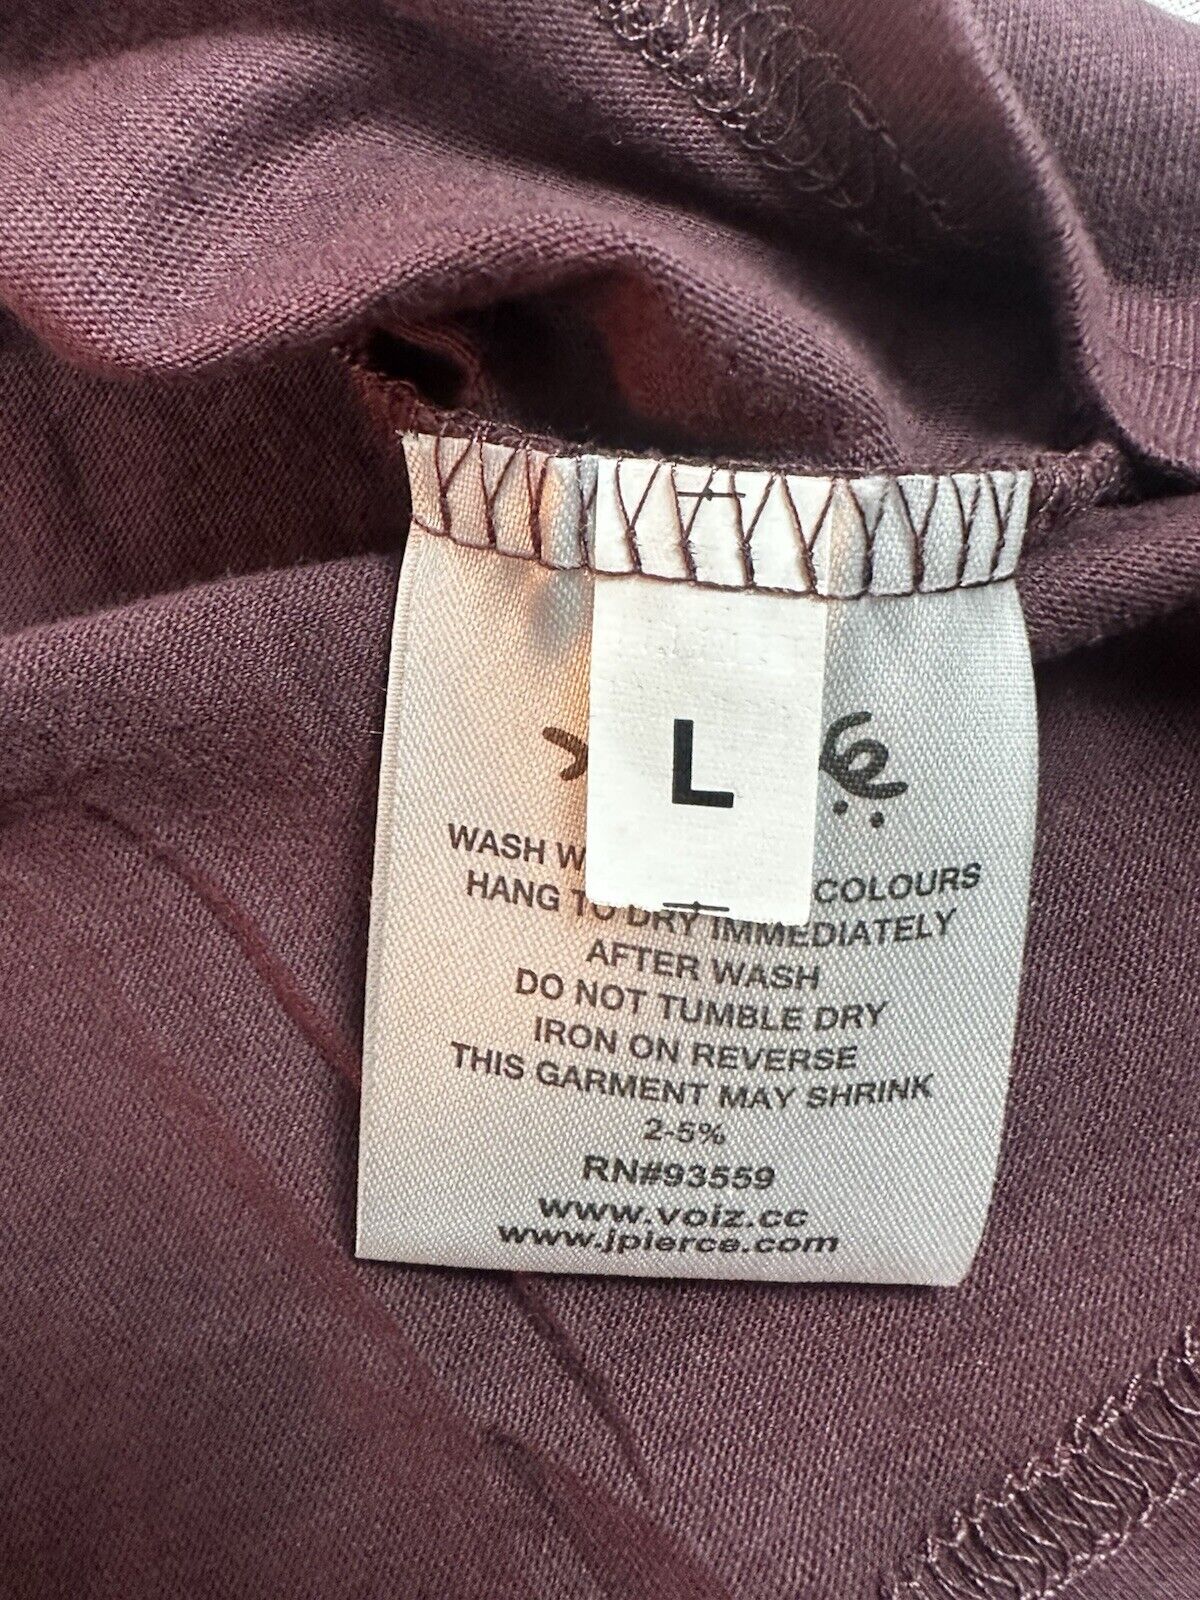 L
WASH COLOURS
HANG TO DRY IMMEDIATELY
AFTER WASH
DO NOT TUMBLE DRY
IRON ON REVERSE
THIS GARMENT MAY SHRINK
2-5%
RN#93559
www.voiz.cc
www.jpierce.com